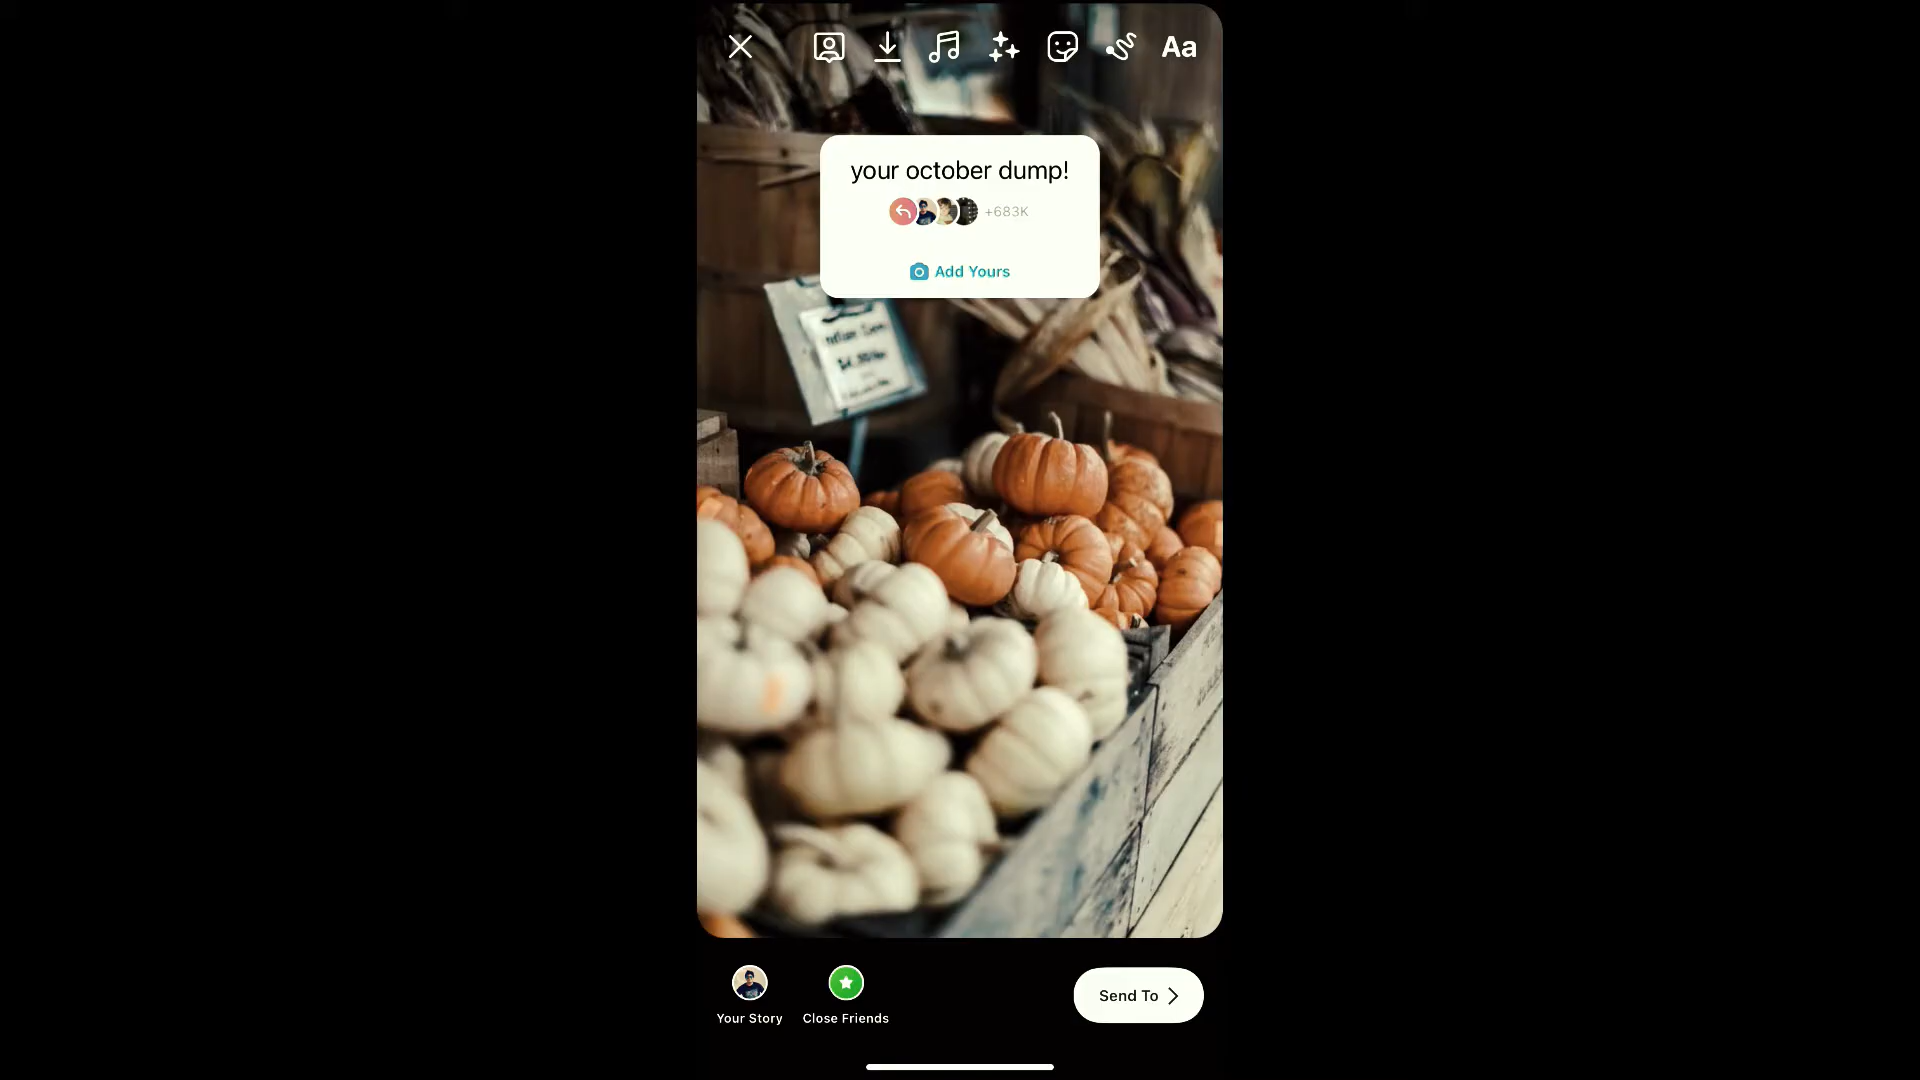 Aa
your october dump!
+683K
Add Yours
Your Story
Close Friends
Send To